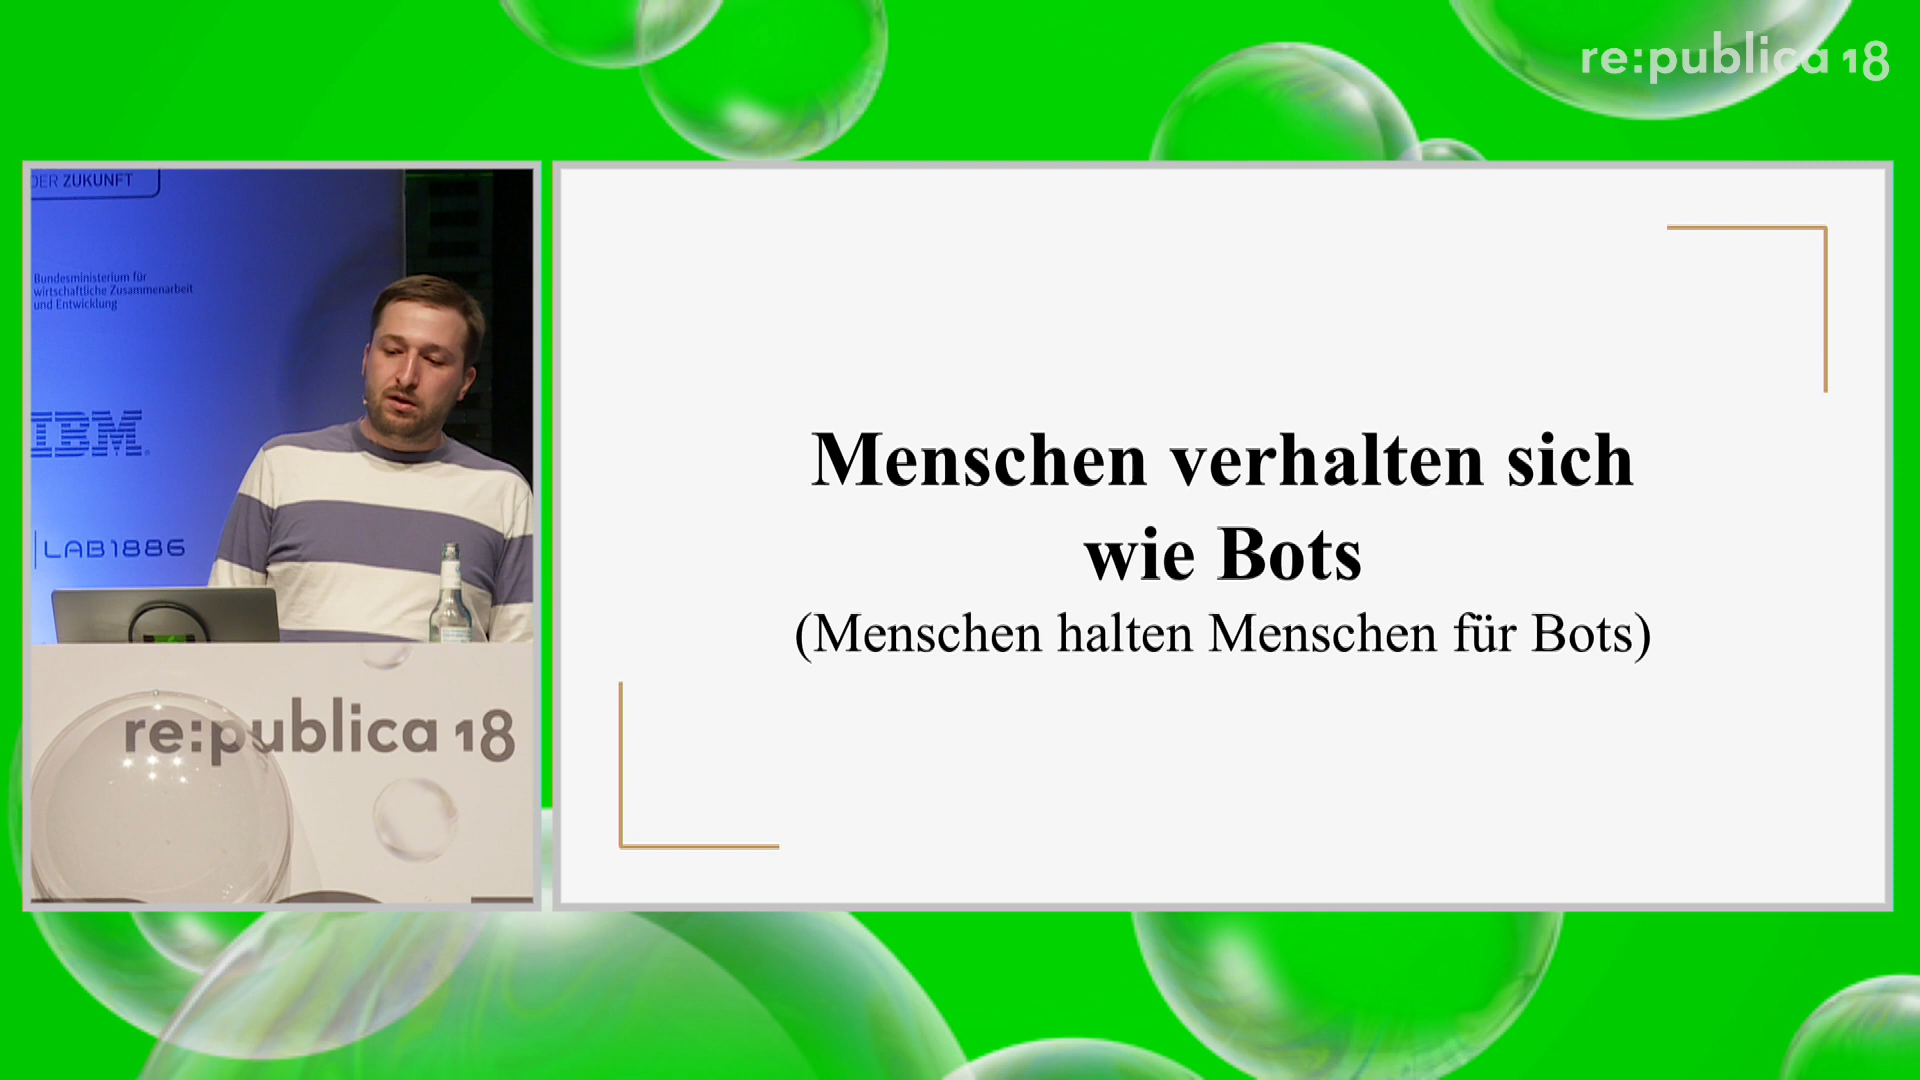 re:publica 18
DER ZUKUNFT
Bundesministerium für
wirtschaftliche Zusammenarbeit
und Entwicklung
IBM
LAB1886
re:publica 18
Menschen verhalten sich
wie Bots
(Menschen halten Menschen für Bots)